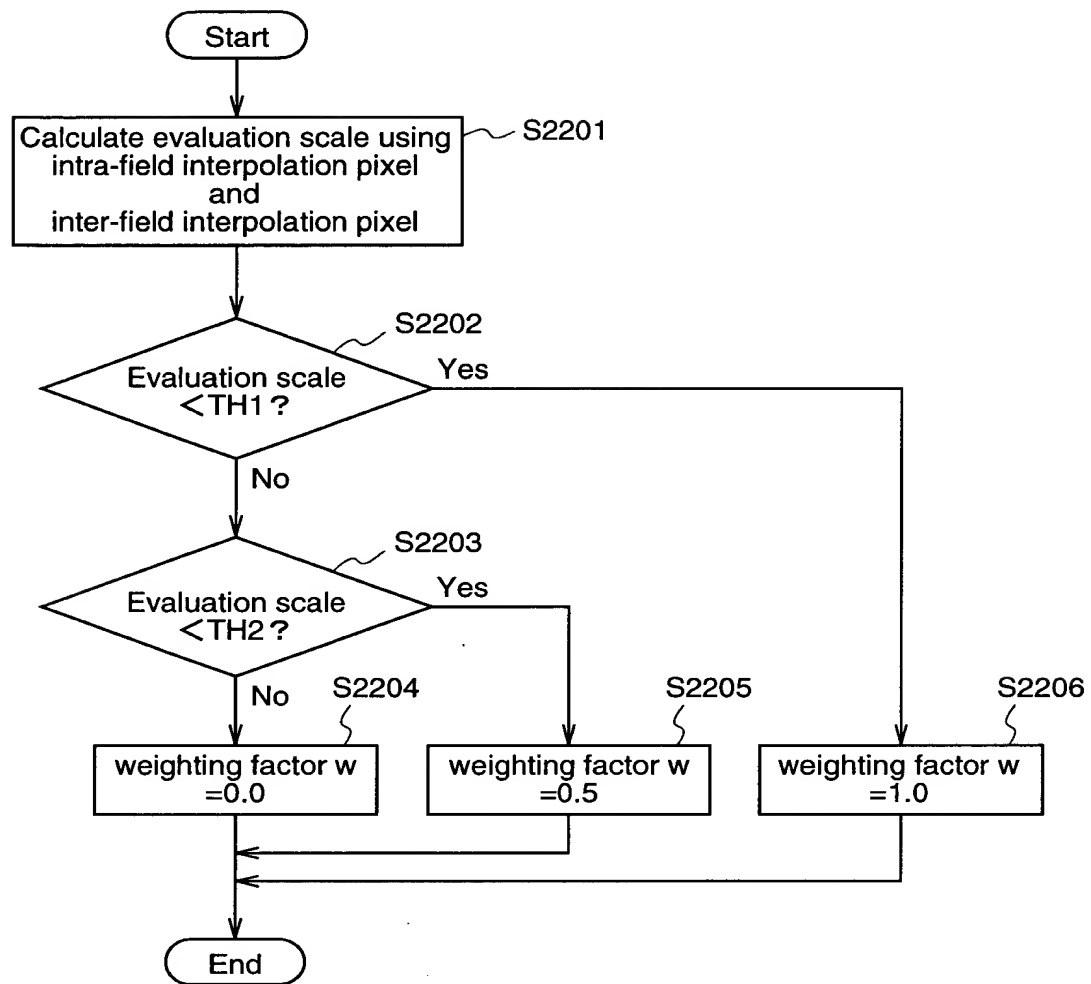 Start
S2201
Calculate evaluation scale using
intra-field interpolation pixel
and
inter-field interpolation pixel
S2202
Evaluation scale
<TH1?
Yes
No
S2203
Evaluation scale
<TH2?
Yes
No
S2204
S2205
S2206
weighting factor w
=0.0
weighting factor w
=0.5
weighting factor w
=1.0
End